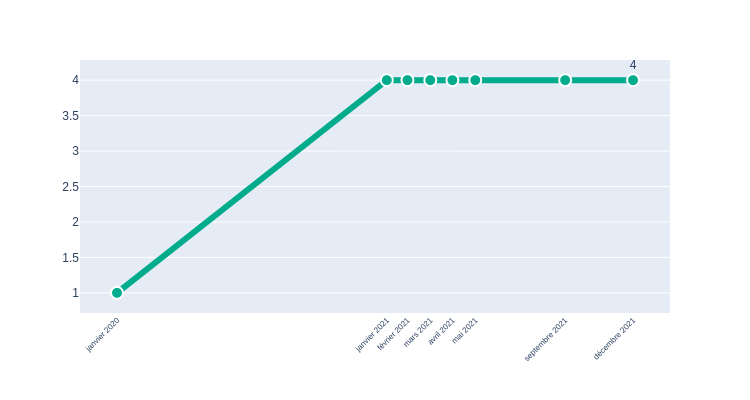 4
4
3.5
3
2.5
2
1.5
1
janvier 2020
janvier 2021
février 2021
mars 2021
avril 2021
mai 2021
septembre 2021
décembre 2021